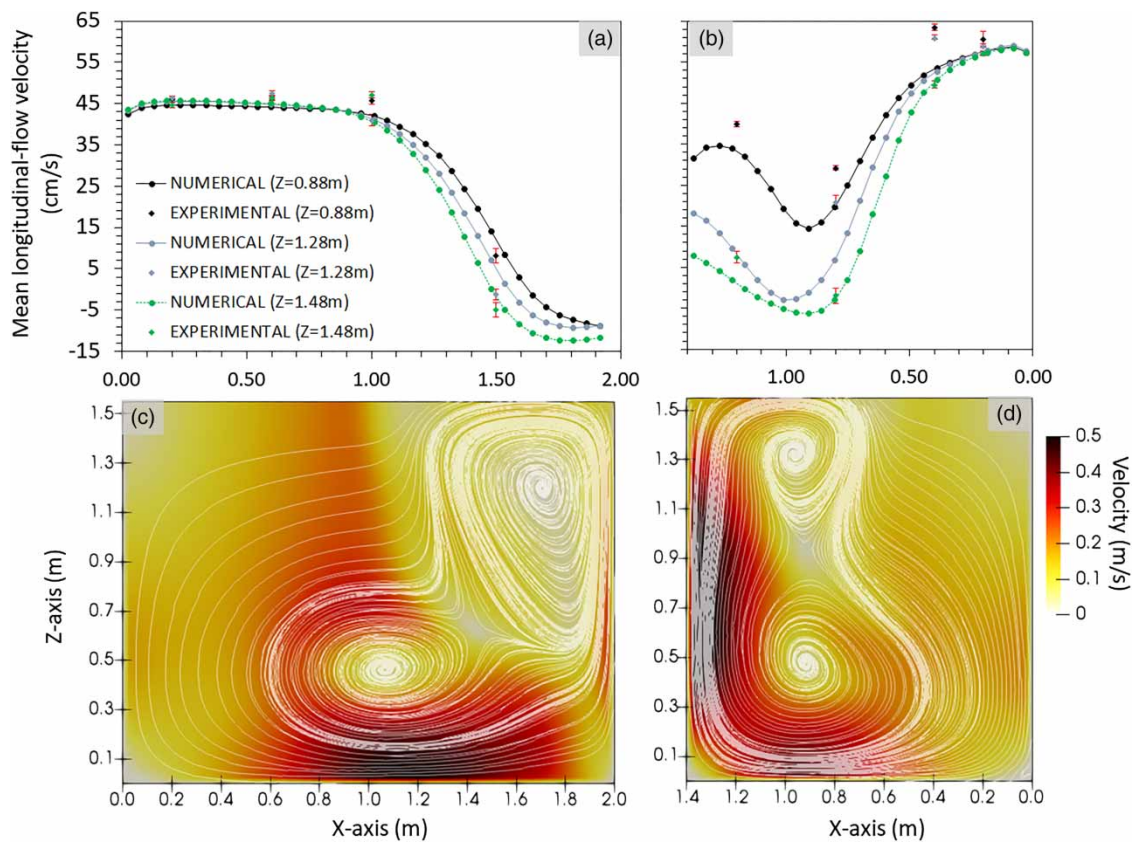 65
55
45
35
25
15
5
-5
-15
Mean longitudinal-flow velocity
(cm/s)
(a)
NUMERICAL (Z=0.88m)
EXPERIMENTAL (Z=0.88m)
NUMERICAL (Z=1.28m)
EXPERIMENTAL (Z=1.28m)
NUMERICAL (Z=1.48m)
EXPERIMENTAL (Z=1.48m)
0.00 0.50 1.00 1.50 2.00
(b)
1.00 0.50 0.00
(c)
1.5
1.3
1.1
0.9
0.7
0.5
0.3
0.1
Z-axis (m)
0.0 0.2 0.4 0.6 0.8 1.0 1.2 1.4 1.6 1.8 2.0
X-axis (m)
(d)
1.5
1.3
1.1
0.9
0.7
0.5
0.3
0.1
1.4 1.2 1.0 0.8 0.6 0.4 0.2 0.0
X-axis (m)
0.5
0.4
0.3
0.2
0.1
0
Velocity (m/s)